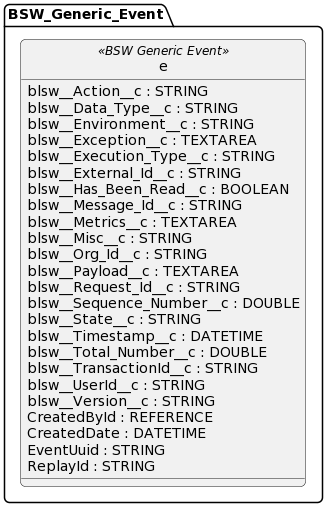 BSW_Generic_Event
«BSW Generic Event»
e
blsw__Action__c : STRING
blsw__Data_Type__c : STRING
blsw__Environment__c : STRING
blsw__Exception__c : TEXTAREA
blsw__Execution_Type__c : STRING
blsw__External_Id__c : STRING
blsw__Has_Been_Read__c : BOOLEAN
blsw__Message_Id__c : STRING
blsw__Metrics__c : TEXTAREA
blsw__Misc__c : STRING
blsw__Org_Id__c : STRING
blsw__Payload__c : TEXTAREA
blsw__Request_Id__c : STRING
blsw__Sequence_Number__c : DOUBLE
blsw__State__c : STRING
blsw__Timestamp__c : DATETIME
blsw__Total_Number__c : DOUBLE
blsw__TransactionId__c : STRING
blsw__UserId__c : STRING
blsw__Version__c : STRING
CreatedById : REFERENCE
CreatedDate : DATETIME
EventUuid : STRING
ReplayId : STRING